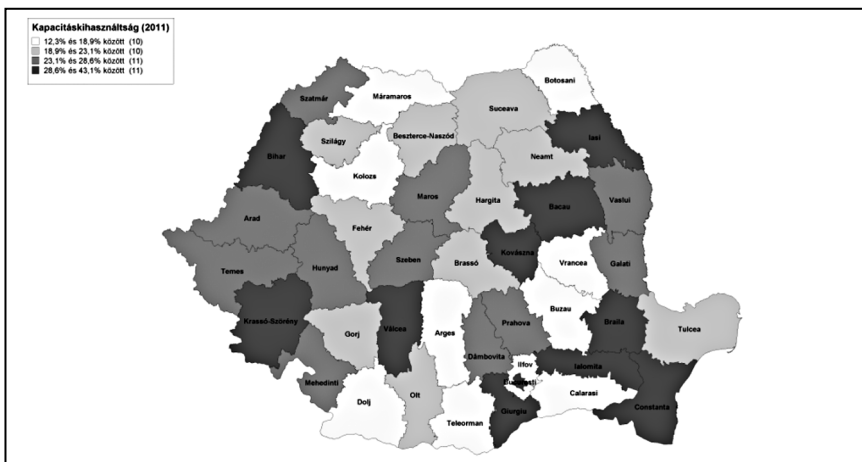 Kapacitáskihasználtság (2011)
12,3% és 18,9% között (10)
18,9% és 23,1% között (10)
23,1% és 28,6% között (11)
28,6% és 43,1% között (11)
Botosani
Szatmár
Máramaros
Suceava
Szilágy
Beszterce-Naszód
Iasi
Bihar
Neamt
Kolozs
Maros
Hargita
Vaslui
Bacau
Arad
Fehér
Kovászna
Szeben
Brassó
Vrancea
Galati
Temes
Hunyad
Buzau
Krassó-Szörény
Válcea
Prahova
Braila
Tulcea
Gorj
Arges
Dâmbovita
Ilfov
Ialomita
Mehedinti
Bucuresti
Olt
Calarasi
Dolj
Giurgiu
Constanta
Teleorman